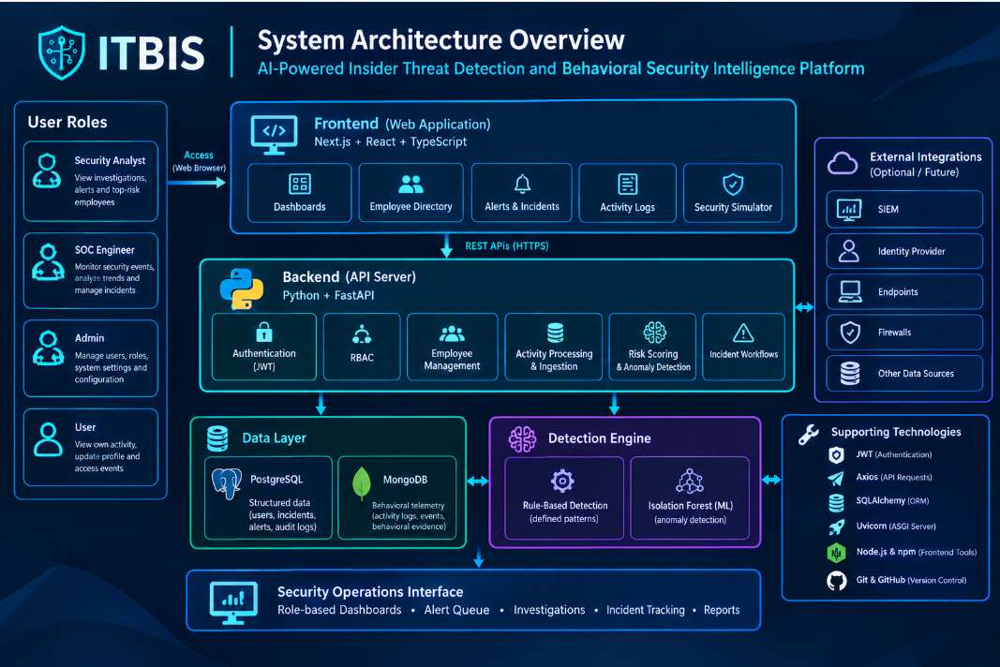 ITBIS
System Architecture Overview
AI-Powered Insider Threat Detection and Behavioral Security Intelligence Platform
User Roles
Security Analyst
View investigations,
alerts and top-risk
employees
SOC Engineer
Monitor security events,
analyze trends and
manage incidents
Admin
Manage users, roles,
system settings and
configuration
User
View own activity,
update profile and
access events
Access
(Web Browser)
Frontend (Web Application)
Next.js + React + TypeScript
Dashboards
Employee Directory
Alerts & Incidents
Activity Logs
Security Simulator
REST APIs (HTTPS)
Backend (API Server)
Python + FastAPI
Authentication
(JWT)
RBAC
Employee
Management
Activity Processing
& Ingestion
Risk Scoring
& Anomaly Detection
Incident Workflows
External Integrations
(Optional / Future)
SIEM
Identity Provider
Endpoints
Firewalls
Other Data Sources
Data Layer
PostgreSQL
Structured data
(users, incidents,
alerts, audit logs)
MongoDB
Behavioral telemetry
(activity logs, events,
behavioral evidence)
Detection Engine
Rule-Based Detection
(defined patterns)
Isolation Forest (ML)
(anomaly detection)
Supporting Technologies
JWT (Authentication)
Axios (API Requests)
SQLAlchemy (ORM)
Uvicorn (ASGI Server)
Node.js & npm (Frontend Tools)
Git & GitHub (Version Control)
Security Operations Interface
Role-based Dashboards • Alert Queue • Investigations • Incident Tracking • Reports